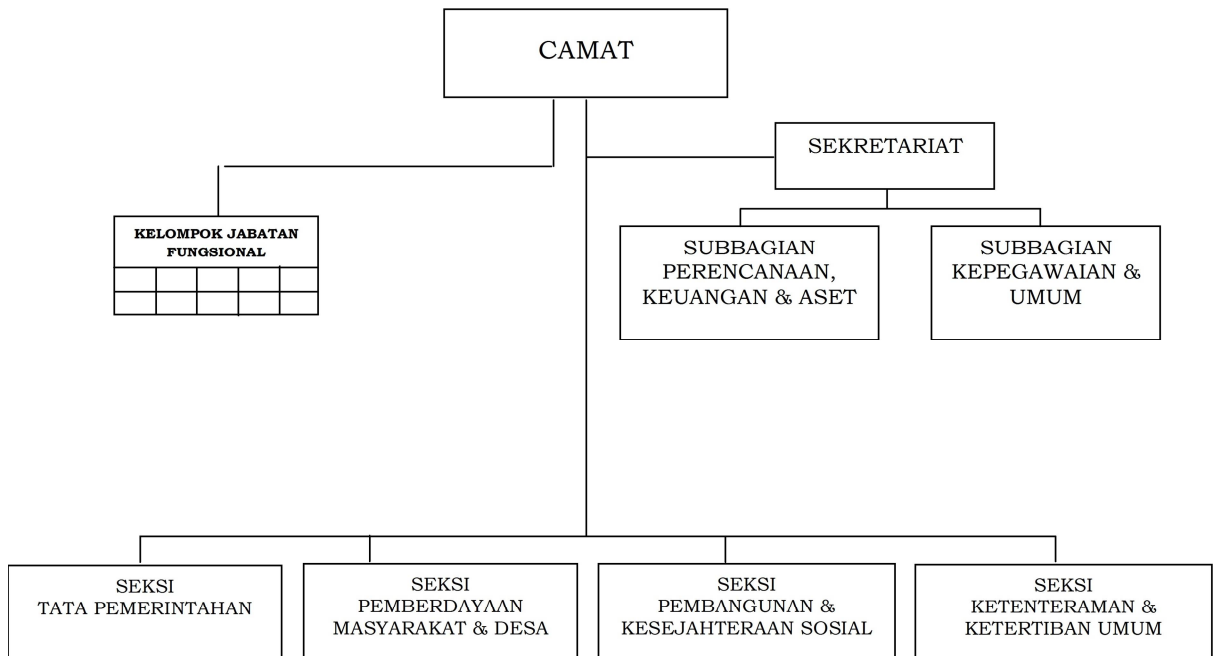 CAMAT
SEKRETARIAT
KELOMPOK JABATAN
FUNGSIONAL
SUBBAGIAN
PERENCANAAN,
KEUANGAN & ASET
SUBBAGIAN
KEPEGAWAIAN &
UMUM
SEKSI
TATA PEMERINTAHAN
SEKSI
PEMBERDAYAAN
MASYARAKAT & DESA
SEKSI
PEMBANGUNAN &
KESEJAHTERAAN SOSIAL
SEKSI
KETENTERAMAN &
KETERTIBAN UMUM